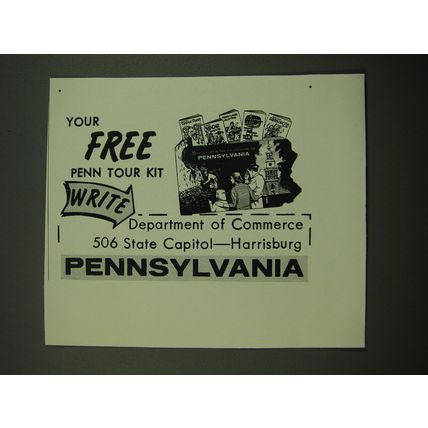 YOUR
FREE
PENN TOUR KIT
WRITE
PENNSYLVANIA
Department of Commerce
506 State Capitol—Harrisburg
PENNSYLVANIA